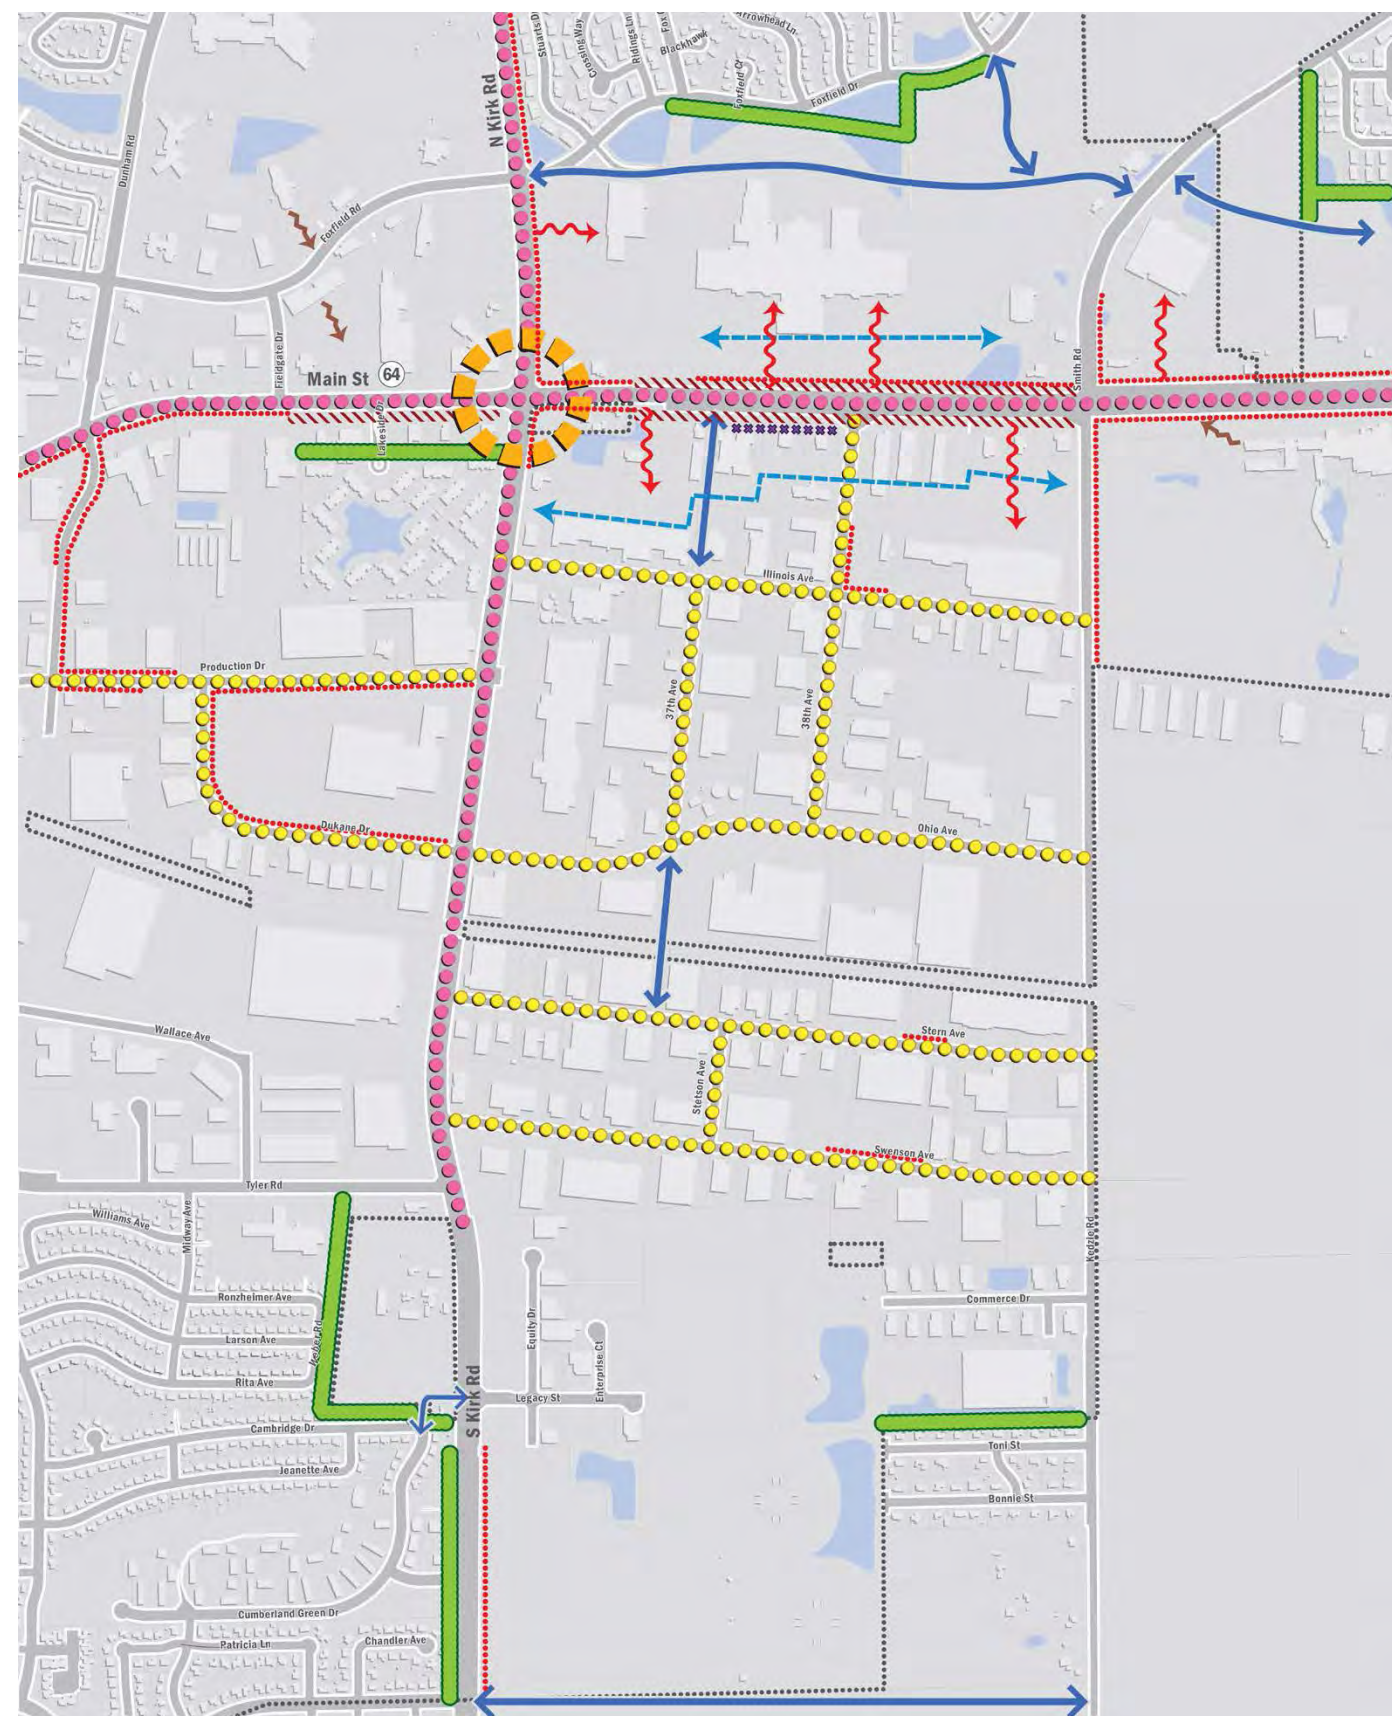 Stuarts Dr
Crossing Way
Ridings Ln
Blackhawk
Arrowhead Ln
Foxfield Ct
Foxfield Dr
N Kirk Rd
Dunham Rd
Foxfield Rd
Fieldgate Dr
Main St 64
Lakeside Dr
Smith Rd
Illinois Ave
Production Dr
37th Ave
38th Ave
Dukane Dr
Ohio Ave
Wallace Ave
Stern Ave
Stetson Ave
Swenson Ave
Tyler Rd
Williams Ave
Midway Ave
Kedzie Rd
Ronzheimer Ave
Commerce Dr
Equity Dr
Larson Ave
Keber Rd
Enterprise Ct
Rita Ave
S Kirk Rd
Legacy St
Cambridge Dr
Toni St
Jeanette Ave
Bonnie St
Cumberland Green Dr
Patricia Ln
Chandler Ave